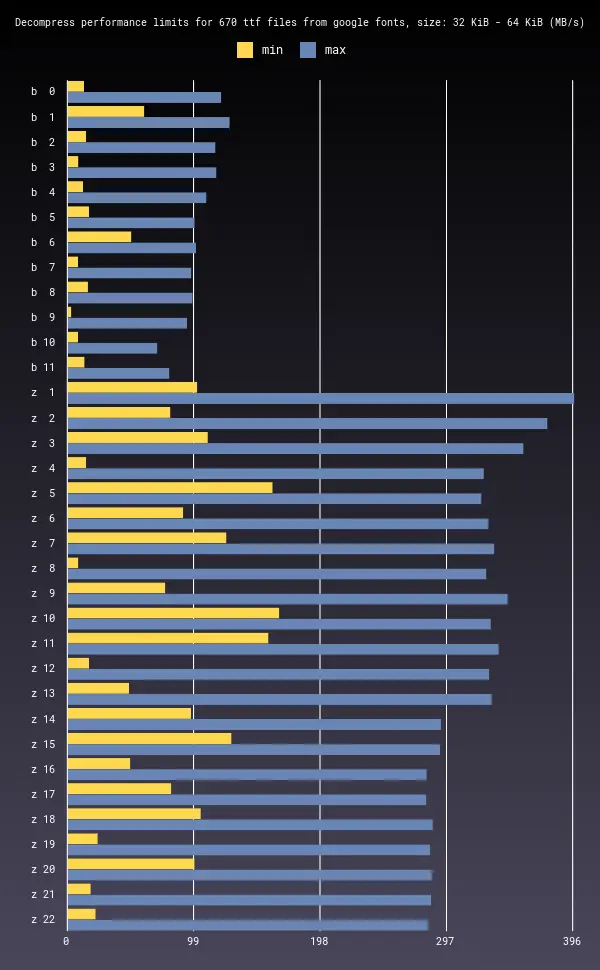 Decompress performance limits for 670 ttf files from google fonts, size: 32 KiB - 64 KiB (MB/s)
min max
b 0
b 1
b 2
b 3
b 4
b 5
b 6
b 7
b 8
b 9
b 10
b 11
z 1
z 2
z 3
z 4
z 5
z 6
z 7
z 8
z 9
z 10
z 11
z 12
z 13
z 14
z 15
z 16
z 17
z 18
z 19
z 20
z 21
z 22
0 99 198 297 396